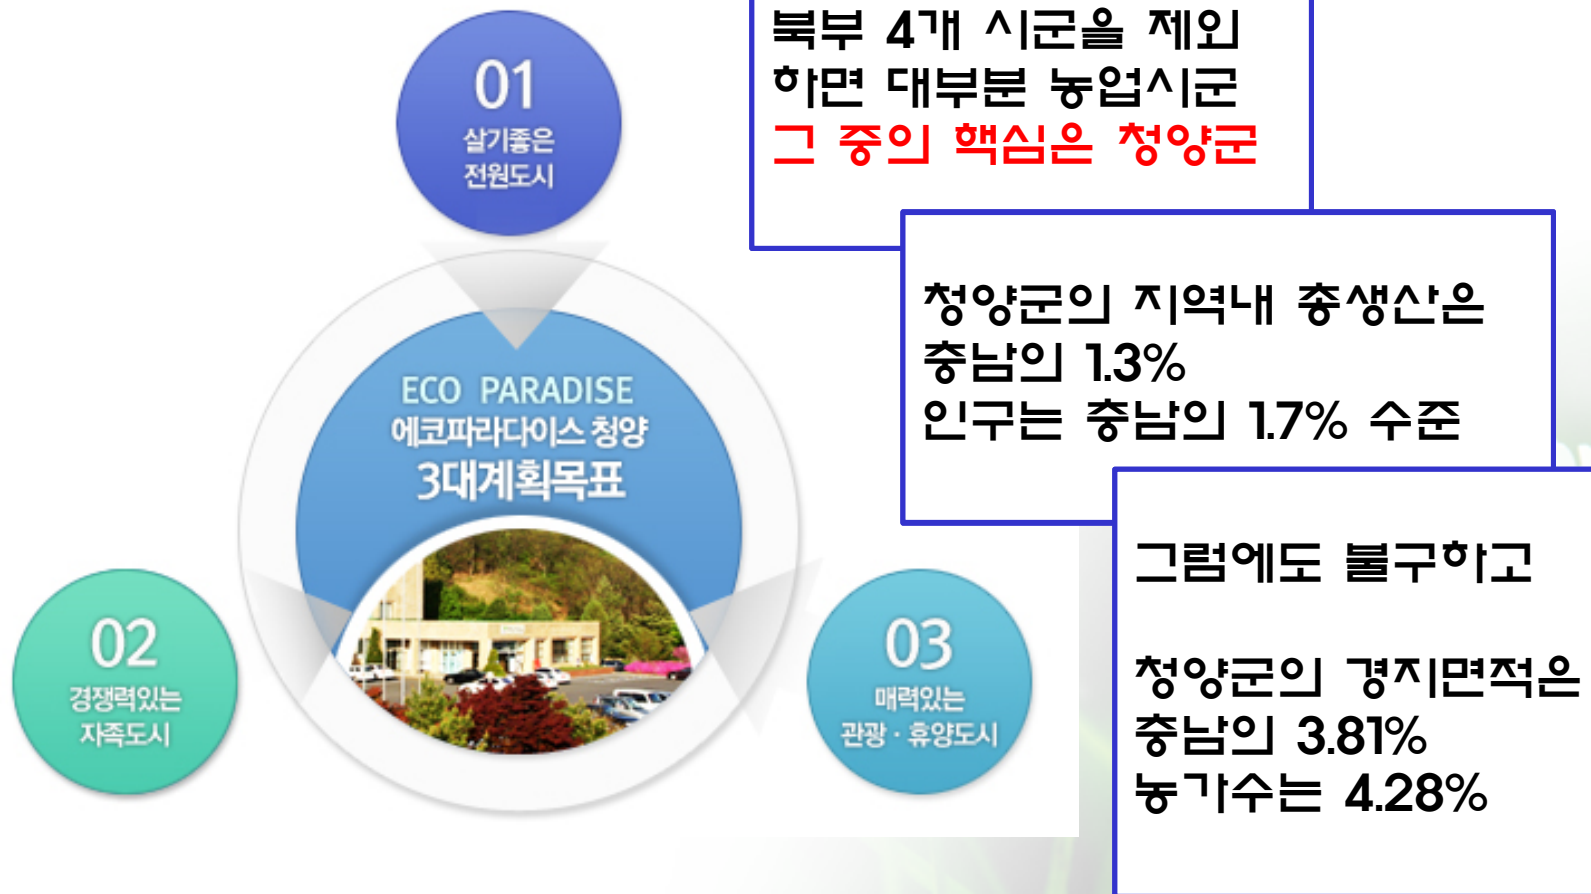 01
살기좋은
전원도시
ECO PARADISE
에코파라다이스 청양
3대계획목표
02
경쟁력있는
자족도시
03
매력있는
관광 · 휴양도시
북부 4개 시군을 제외
하면 대부분 농업시군
그 중의 핵심은 청양군
청양군의 지역내 총생산은
충남의 1.3%
인구는 충남의 1.7% 수준
그럼에도 불구하고
청양군의 경지면적은
충남의 3.81%
농가수는 4.28%